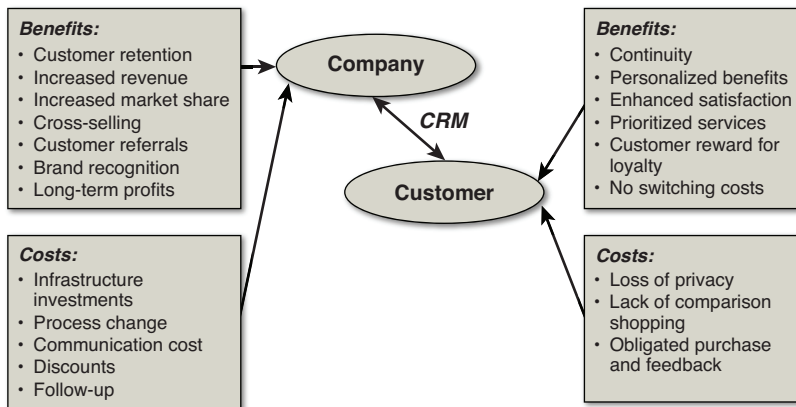 Benefits:
• Customer retention
• Increased revenue
• Increased market share
• Cross-selling
• Customer referrals
• Brand recognition
• Long-term profits
Costs:
• Infrastructure
investments
• Process change
• Communication cost
• Discounts
• Follow-up
Company
CRM
Customer
Benefits:
• Continuity
• Personalized benefits
• Enhanced satisfaction
• Prioritized services
• Customer reward for
loyalty
• No switching costs
Costs:
• Loss of privacy
• Lack of comparison
shopping
• Obligated purchase
and feedback